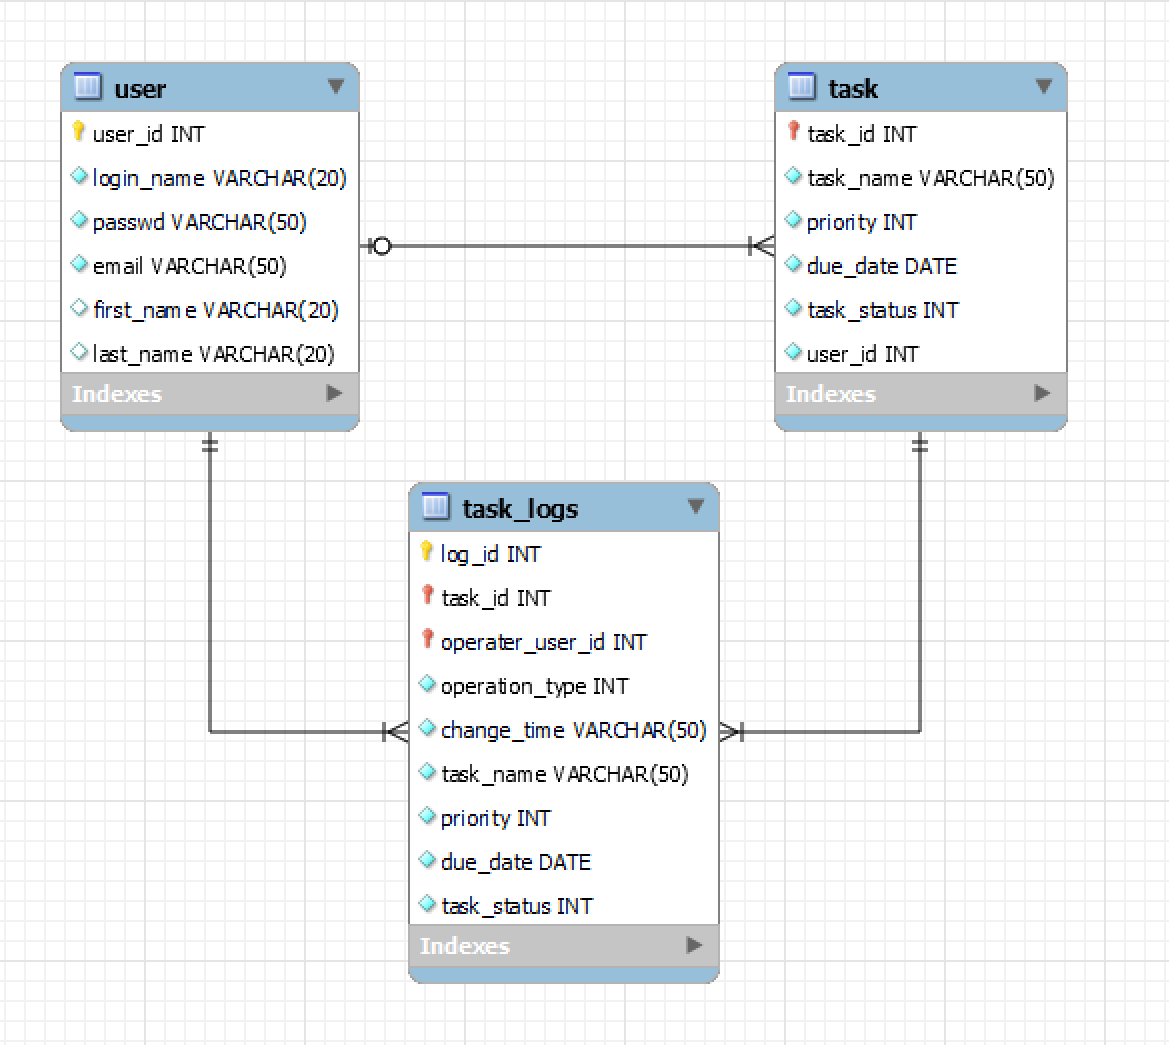 user
user_id INT
login_name VARCHAR(20)
passwd VARCHAR(50)
email VARCHAR(50)
first_name VARCHAR(20)
last_name VARCHAR(20)
Indexes
task
task_id INT
task_name VARCHAR(50)
priority INT
due_date DATE
task_status INT
user_id INT
Indexes
task_logs
log_id INT
task_id INT
operater_user_id INT
operation_type INT
change_time VARCHAR(50)
task_name VARCHAR(50)
priority INT
due_date DATE
task_status INT
Indexes